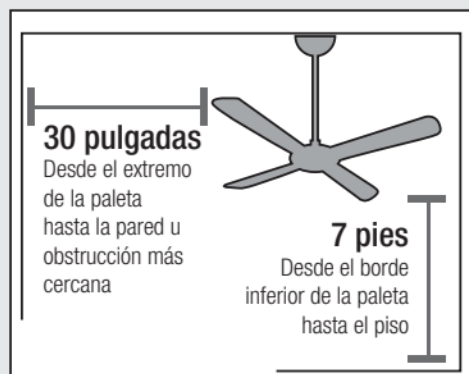 30 pulgadas
Desde el extremo
de la paleta
hasta la pared u
obstrucción más
cercana
7 pies
Desde el borde
inferior de la paleta
hasta el piso